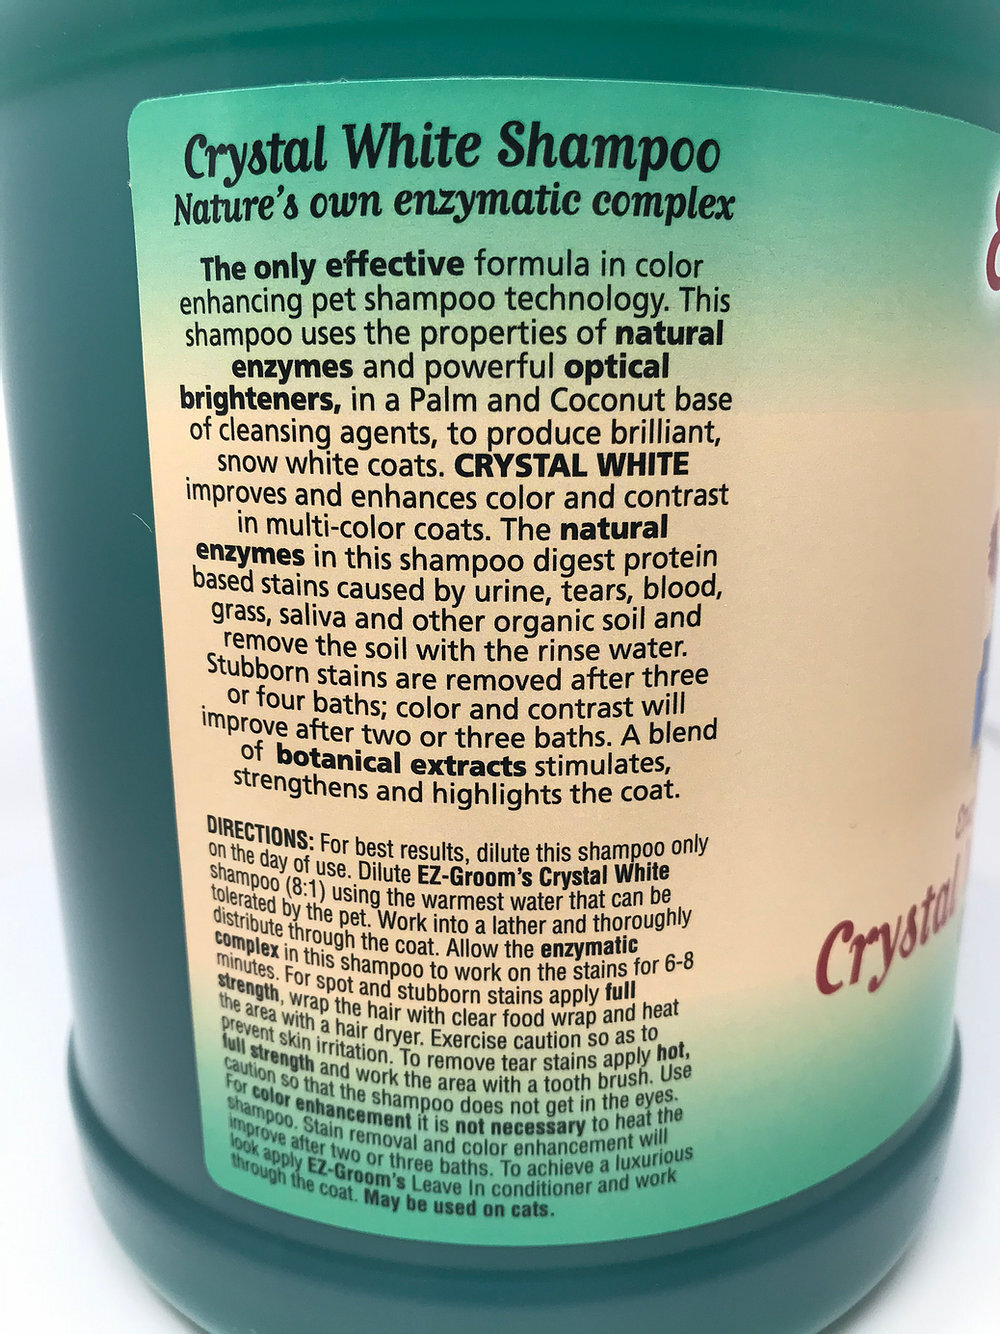 Crystal White Shampoo
Nature's own enzymatic complex
The only effective formula in color
enhancing pet shampoo technology. This
shampoo uses the properties of natural
enzymes and powerful optical
brighteners, in a Palm and Coconut base
of cleansing agents, to produce brilliant,
snow white coats. CRYSTAL WHITE
improves and enhances color and contrast
in multi-color coats. The natural
enzymes in this shampoo digest protein
based stains caused by urine, tears, blood,
grass, saliva and other organic soil and
remove the soil with the rinse water.
Stubborn stains are removed after three
or four baths; color and contrast will
improve after two or three baths. A blend
of botanical extracts stimulates,
strengthens and highlights the coat.
DIRECTIONS: For best results, dilute this shampoo only
on the day of use. Dilute EZ-Groom's Crystal White
shampoo (8:1) using the warmest water that can be
tolerated by the pet. Work into a lather and thoroughly
distribute through the coat. Allow the enzymatic
complex in this shampoo to work on the stains for 6-8
minutes. For spot and stubborn stains apply full
strength, wrap the hair with clear food wrap and heat
the area with a hair dryer. Exercise caution so as to
prevent skin irritation. To remove tear stains apply hot,
full strength and work the area with a tooth brush. Use
caution so that the shampoo does not get in the eyes.
For color enhancement it is not necessary to heat the
shampoo. Stain removal and color enhancement will
improve after two or three baths. To achieve a luxurious
look apply EZ-Groom's Leave In conditioner and work
through the coat. May be used on cats.
Crystal